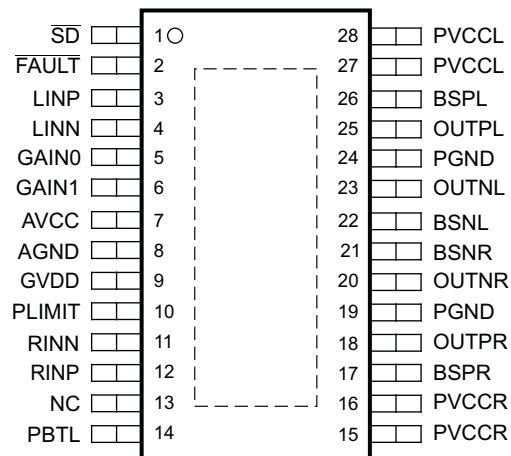 SD 1 28 PVCCL
FAULT 2 27 PVCCL
LINP 3 26 BSPL
LINN 4 25 OUTPL
GAIN0 5 24 PGND
GAIN1 6 23 OUTNL
AVCC 7 22 BSNL
AGND 8 21 BSNR
GVDD 9 20 OUTNR
PLIMIT 10 19 PGND
RINN 11 18 OUTPR
RINP 12 17 BSPR
NC 13 16 PVCCR
PBTL 14 15 PVCCR